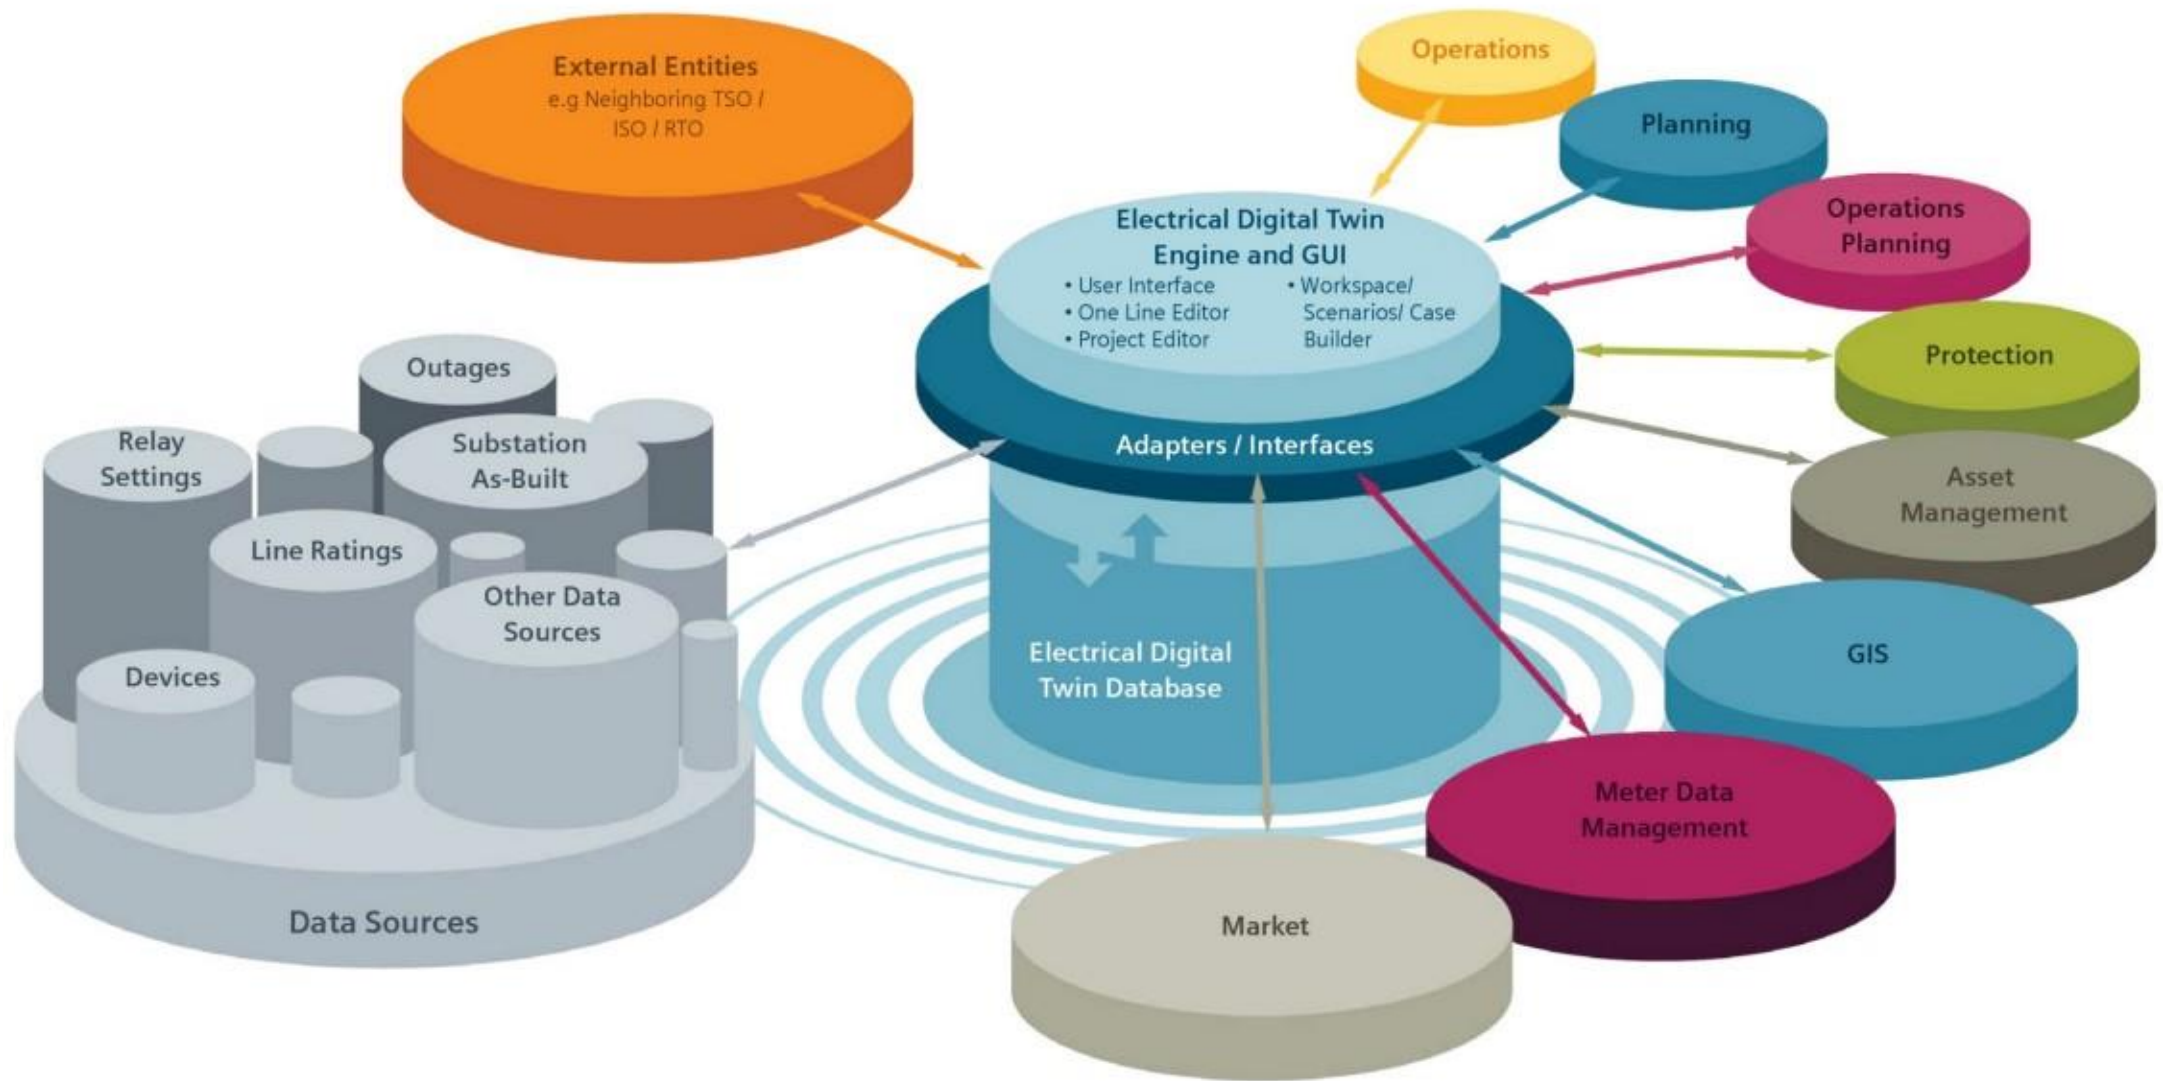 External Entities
e.g Neighboring TSO /
ISO / RTO
Operations
Planning
Operations
Planning
Protection
Asset
Management
GIS
Meter Data
Management
Market
Electrical Digital Twin
Engine and GUI
• User Interface
• One Line Editor
• Project Editor
• Workspace/
Scenarios/ Case
Builder
Adapters / Interfaces
Electrical Digital
Twin Database
Outages
Relay
Settings
Substation
As-Built
Line Ratings
Other Data
Sources
Devices
Data Sources